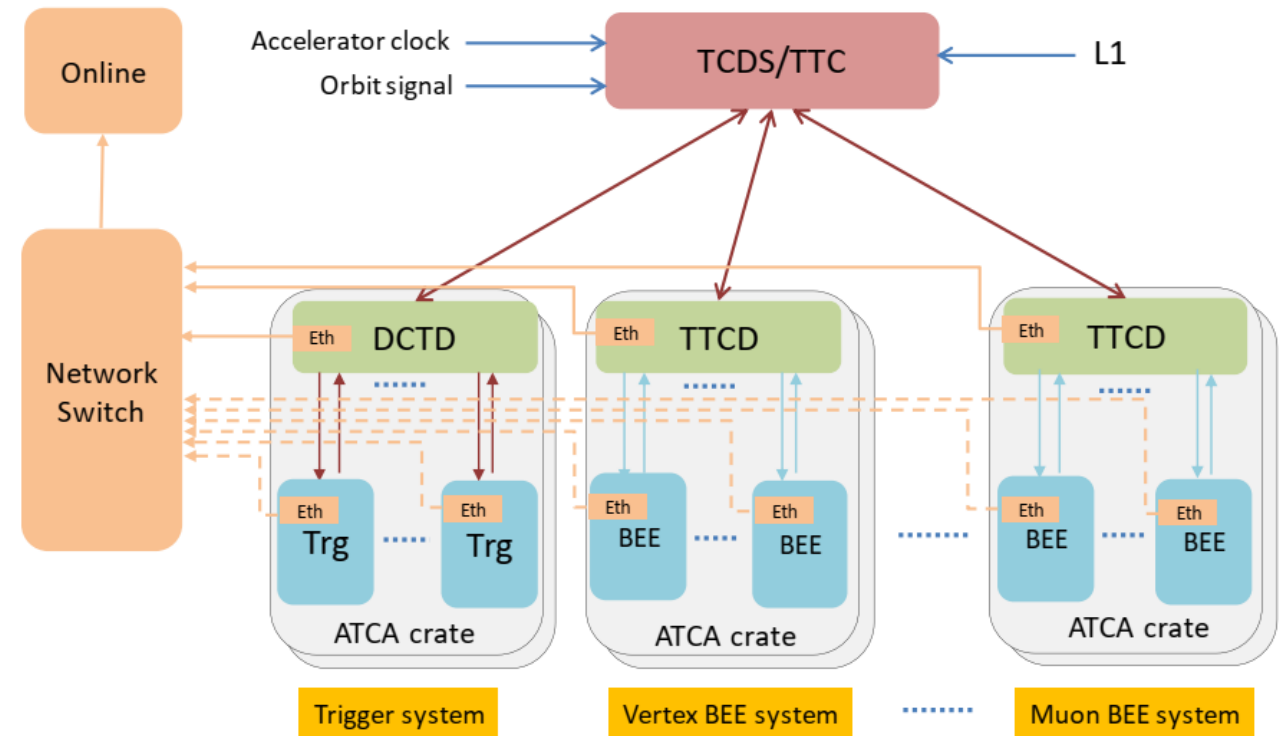 Online
Accelerator clock
Orbit signal
TCDS/TTC
L1
Network
Switch
Eth
DCTD
Eth
TTCD
Eth
TTCD
Eth
Trg
Eth
Trg
Eth
BEE
Eth
BEE
Eth
BEE
Eth
BEE
ATCA crate
ATCA crate
ATCA crate
Trigger system
Vertex BEE system
Muon BEE system